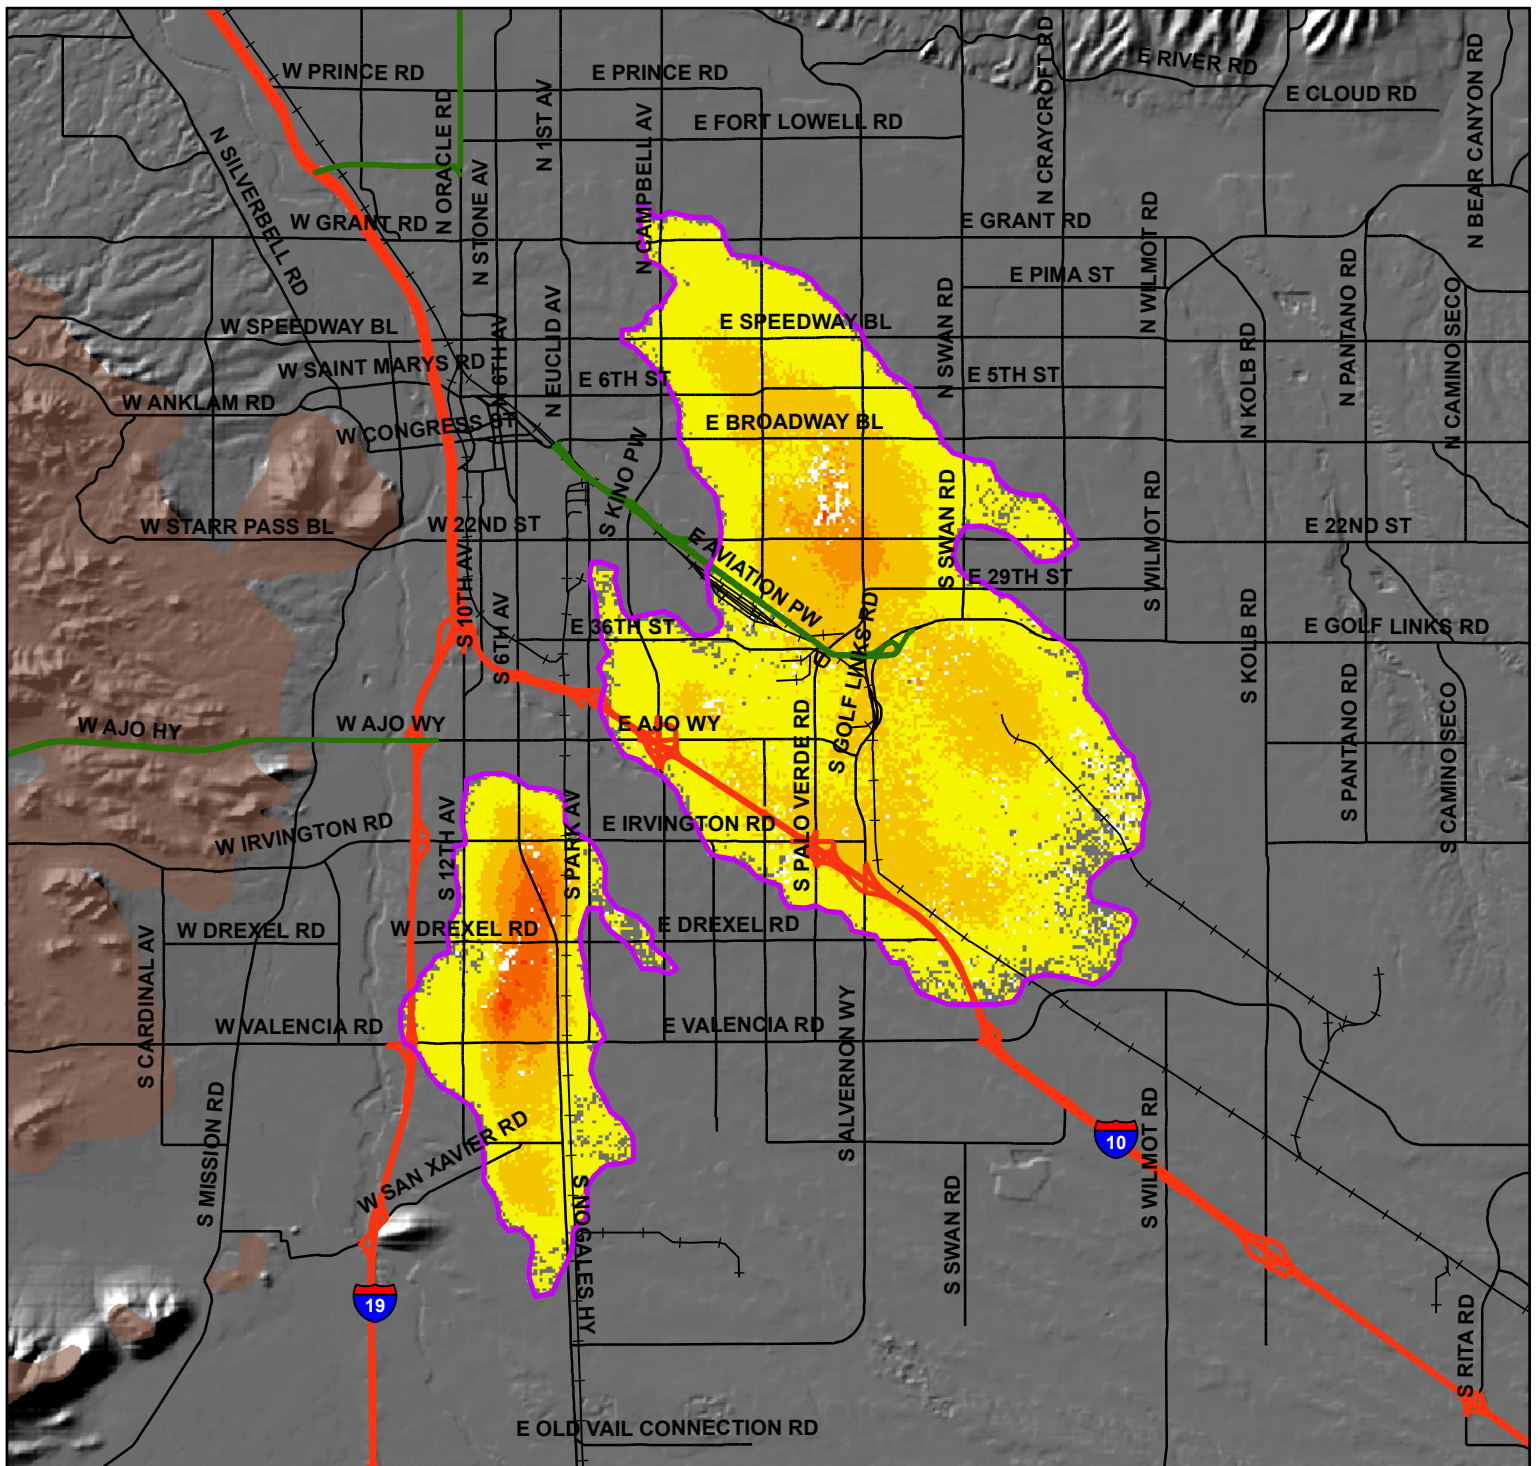 W PRINCE RD
E PRINCE RD
E RIVER RD
E CLOUD RD
N BEAR CANYON RD
N CRAYCROFT RD
N 1ST AV
N ORACLE RD
E FORT LOWELL RD
N CAMPBELL AV
N SILVERBELL RD
N STONE AV
W GRANT RD
E GRANT RD
N WILMOT RD
E PIMA ST
N PANTANO RD
N CAMINO SECO
N SWAN RD
N KOLB RD
W SPEEDWAY BL
E SPEEDWAY BL
N EUCLID AV
N 6TH AV
W SAINT MARYS RD
E 6TH ST
E 5TH ST
W ANKLAM RD
W CONGRESS ST
E BROADWAY BL
S KINO PW
W STARR PASS BL
W 22ND ST
E 22ND ST
S SWAN RD
S WILMOT RD
E AVIATION PW
E 29TH ST
S 10TH AV
S 6TH AV
E 36TH ST
S GOLF LINKS RD
E GOLF LINKS RD
S KOLB RD
S PANTANO RD
S CAMINO SECO
W AJO HY
W AJO WY
E AJO WY
S PALO VERDE RD
W IRVINGTON RD
S 12TH AV
S PARK AV
E IRVINGTON RD
W DREXEL RD
W DREXEL RD
E DREXEL RD
S CARDINAL AV
W VALENCIA RD
E VALENCIA RD
S ALVERNON WY
S MISSION RD
W SAN XAVIER RD
10
S WILMOT RD
S SWAN RD
S NOGALES HY
19
S RITA RD
E OLD VAIL CONNECTION RD